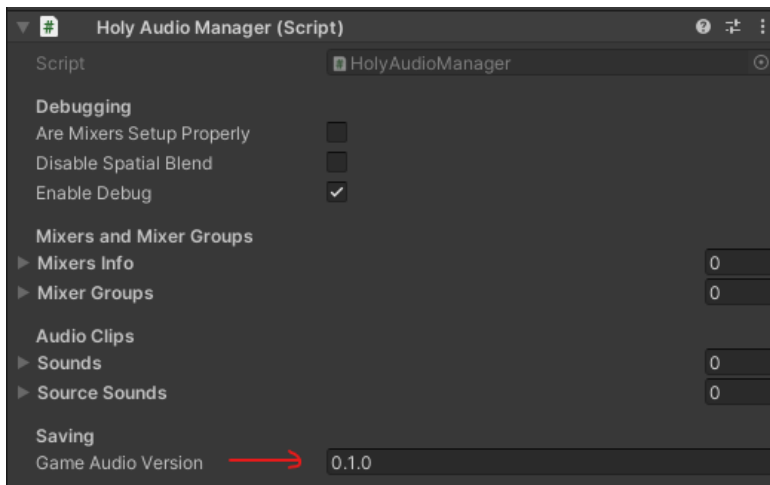 # Holy Audio Manager (Script)
Script # HolyAudioManager
Debugging
Are Mixers Setup Properly
Disable Spatial Blend
Enable Debug
Mixers and Mixer Groups
Mixers Info 0
Mixer Groups 0
Audio Clips
Sounds 0
Source Sounds 0
Saving
Game Audio Version 0.1.0